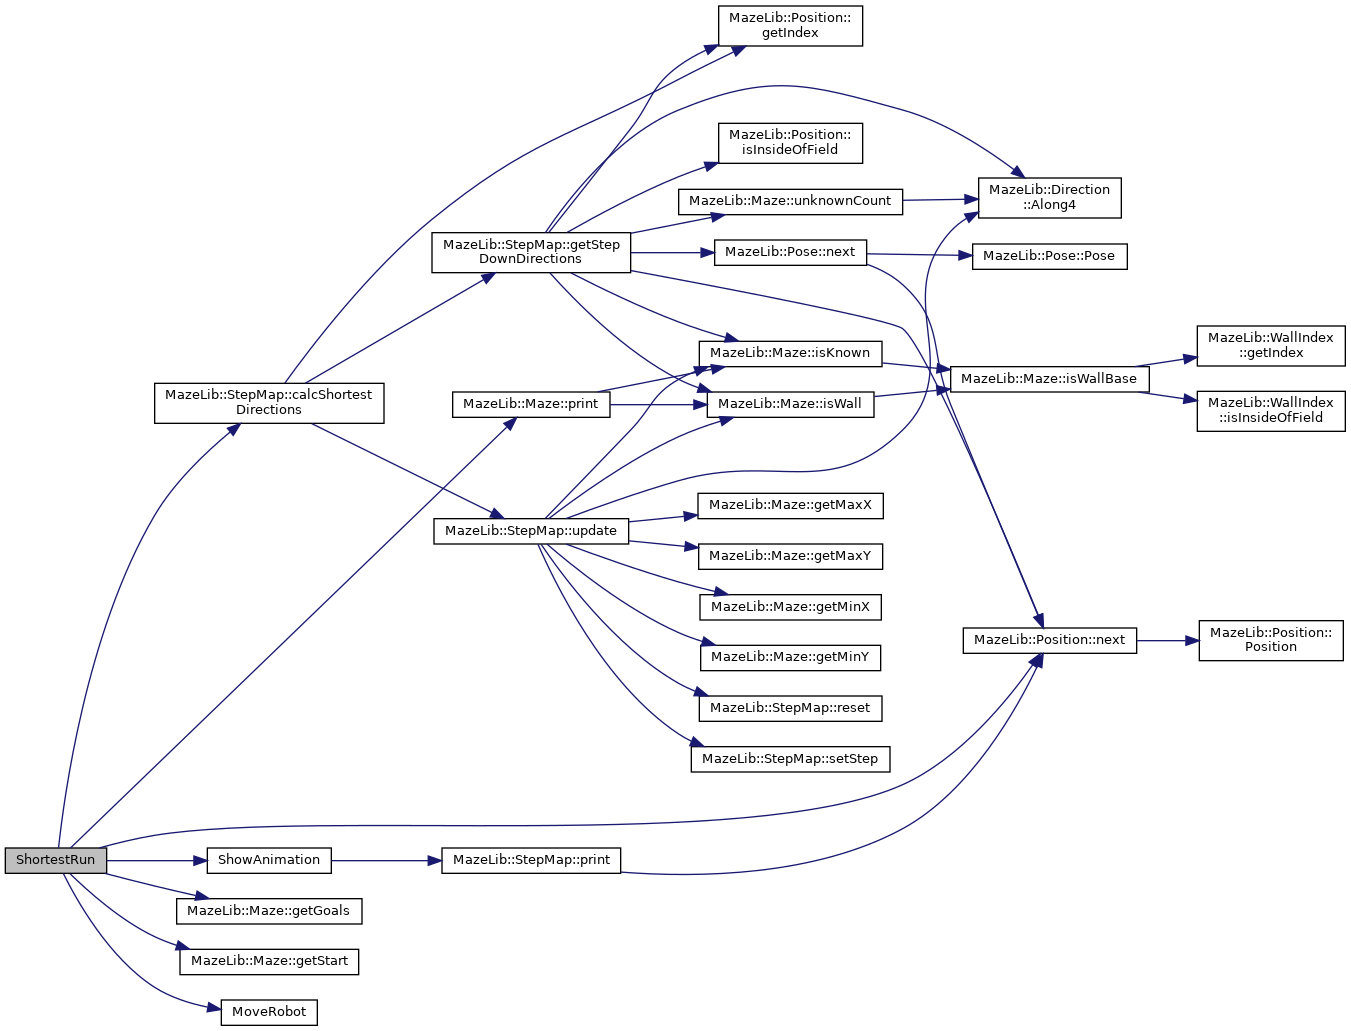 MazeLib::Position::
getIndex
MazeLib::Position::
isInsideOfField
MazeLib::Direction
::Along4
MazeLib::Maze::unknownCount
MazeLib::StepMap::getStep
DownDirections
MazeLib::Pose::next
MazeLib::Pose::Pose
MazeLib::WallIndex
::getIndex
MazeLib::Maze::isKnown
MazeLib::Maze::isWallBase
MazeLib::StepMap::calcShortest
Directions
MazeLib::Maze::print
MazeLib::Maze::isWall
MazeLib::WallIndex
::isInsideOfField
MazeLib::Maze::getMaxX
MazeLib::StepMap::update
MazeLib::Maze::getMaxY
MazeLib::Maze::getMinX
MazeLib::Position::next
MazeLib::Position::
Position
MazeLib::Maze::getMinY
MazeLib::StepMap::reset
MazeLib::StepMap::setStep
ShortestRun
ShowAnimation
MazeLib::StepMap::print
MazeLib::Maze::getGoals
MazeLib::Maze::getStart
MoveRobot